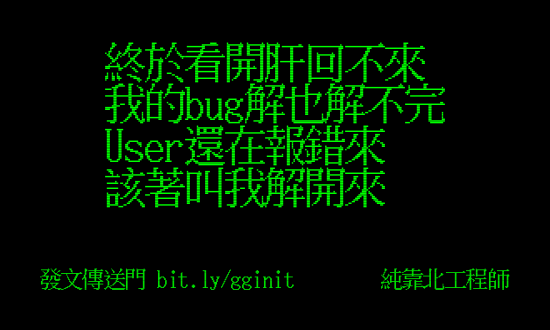 終於看開肝回不來
我的bug解也解不完
User還在報錯來
該著叫我解開來
發文傳送門 bit.ly/gginit
純靠北工程師